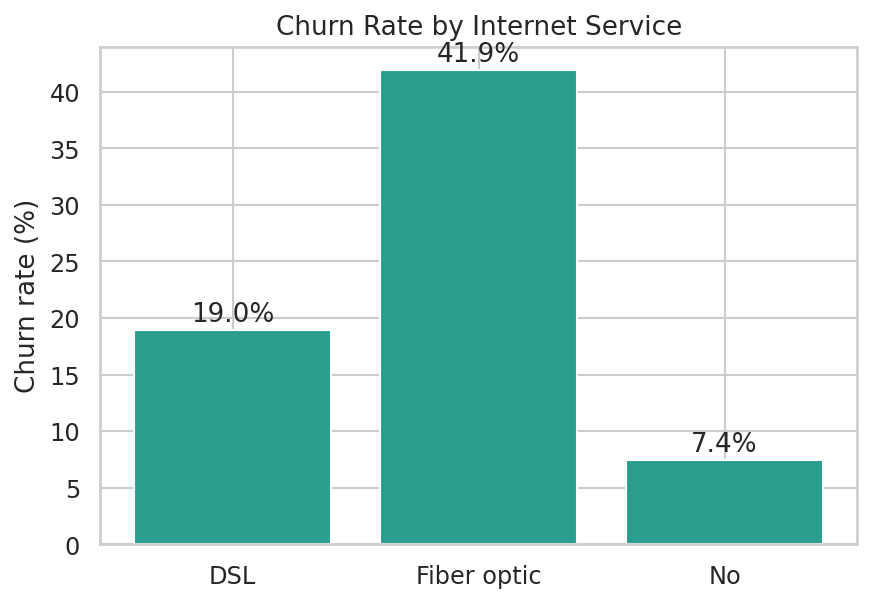 Churn Rate by Internet Service
41.9%
40
35
30
25
20
15
10
5
0
Churn rate (%)
19.0%
7.4%
DSL
Fiber optic
No